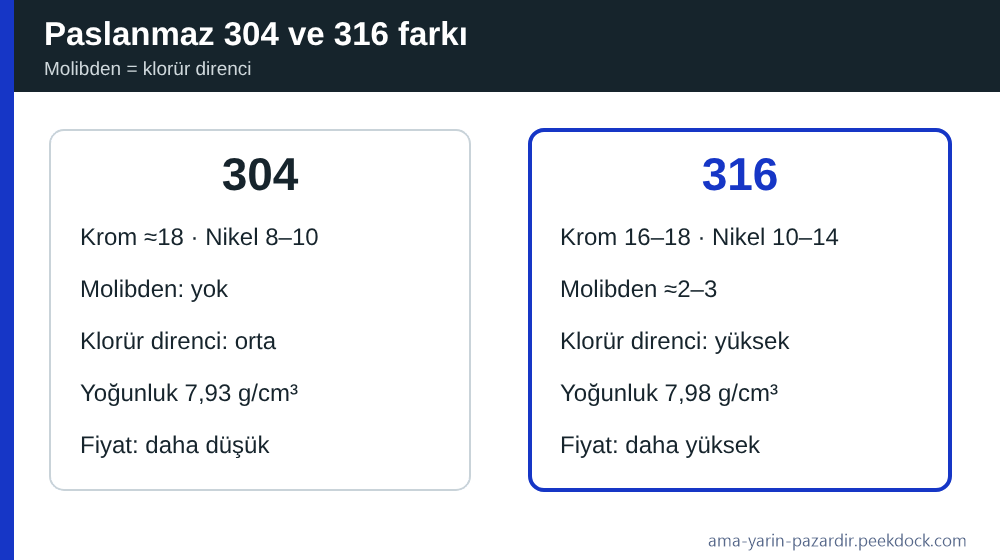 Paslanmaz 304 ve 316 farkı
Molibden = klorür direnci
304
Krom ≈18 · Nikel 8–10
Molibden: yok
Klorür direnci: orta
Yoğunluk 7,93 g/cm³
Fiyat: daha düşük
316
Krom 16–18 · Nikel 10–14
Molibden ≈2–3
Klorür direnci: yüksek
Yoğunluk 7,98 g/cm³
Fiyat: daha yüksek
ama-yarin-pazardir.peekdock.com